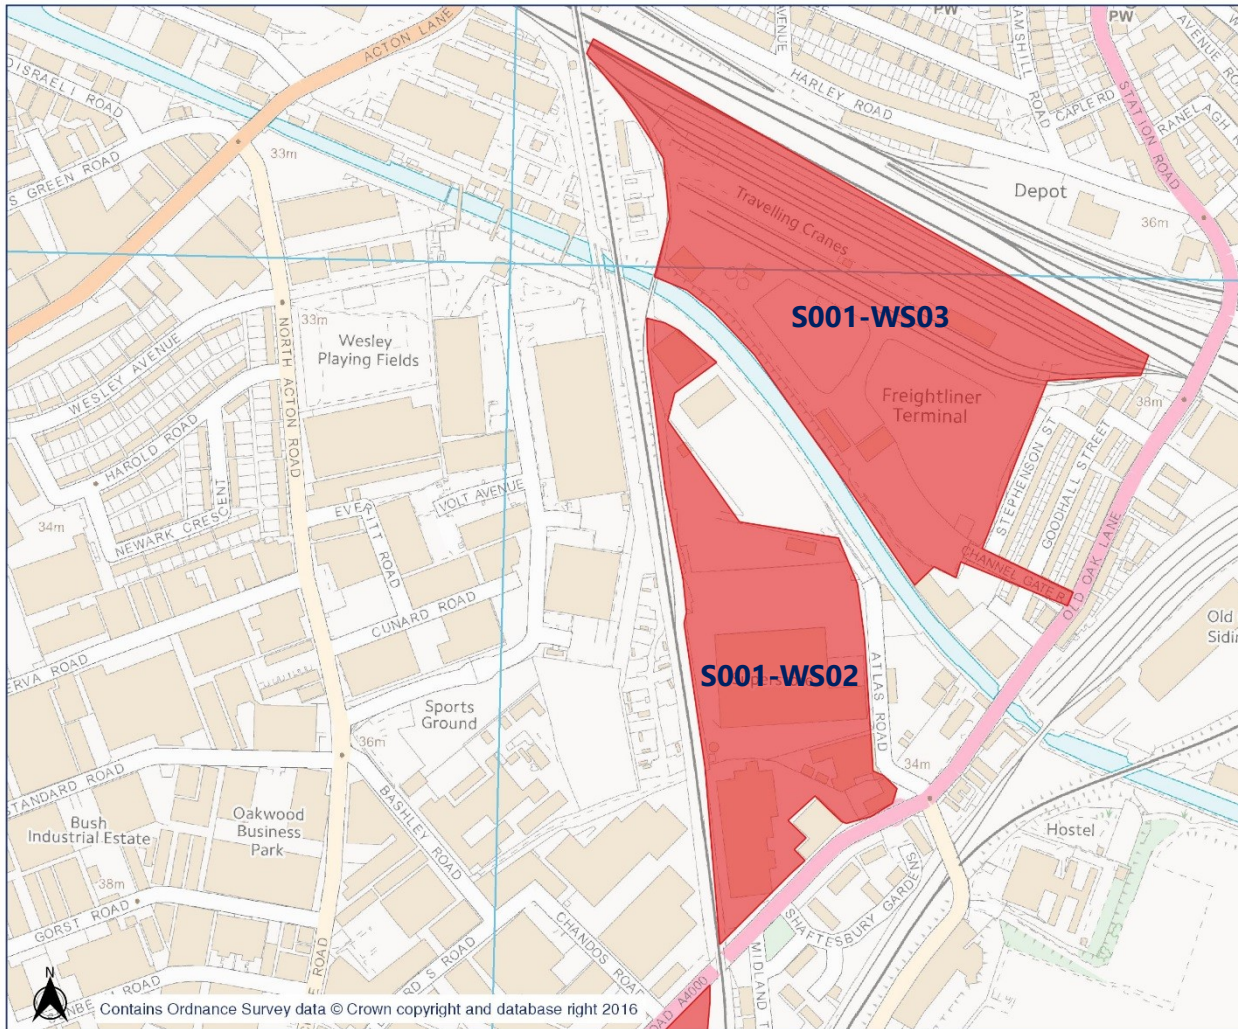 PW
PW
ACTON LANE
DISRAELI ROAD
HARLEY ROAD
CAPLE RD
STATION ROAD
RANELAGH
AVENUE
33m
S GREEN ROAD
Depot
36m
Travelling Cranes
S001-WS03
33m
Wesley
Playing Fields
WESLEY AVENUE
NORTH ACTON ROAD
HAROLD ROAD
Freightliner
Terminal
38m
STEPHENSON ST
GOODHALL STREET
VOLT AVENUE
EVERITT ROAD
34m
NEWARK CRESCENT
CHANNEL GATE R
OLD OAK LANE
CUNARD ROAD
Old
Sidin
ERVA ROAD
S001-WS02
ATLAS ROAD
Sports
Ground
36m
34m
STANDARD ROAD
BASHLEY ROAD
Bush
Industrial Estate
Oakwood
Business
Park
Hostel
SHAFTESBURY GARDENS
38m
GORST ROAD
CHANDOS ROA
S ROAD
E ROAD
MIDLAND T
ROAD A4000
N
Contains Ordnance Survey data © Crown copyright and database right 2016